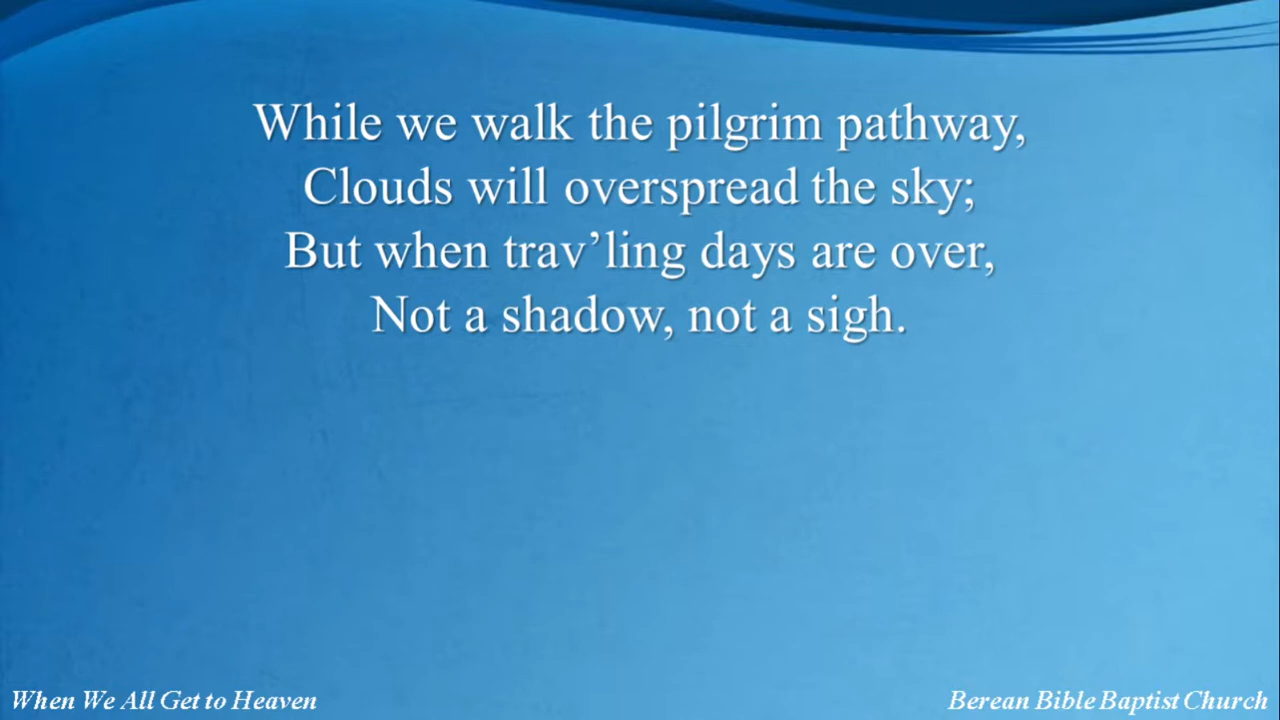 While we walk the pilgrim pathway,
Clouds will overspread the sky;
But when trav’ling days are over,
Not a shadow, not a sigh.
When We All Get to Heaven
Berean Bible Baptist Church